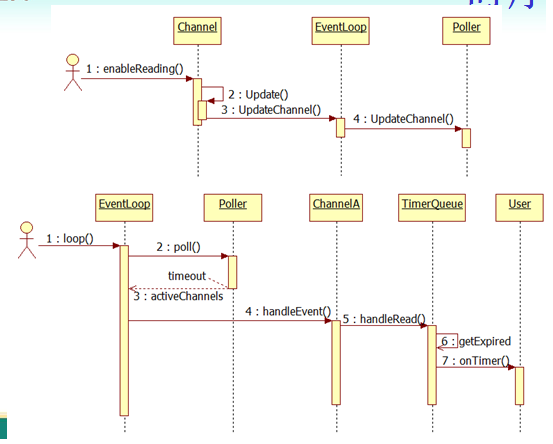 Channel
EventLoop
Poller
1 : enableReading()
2 : Update()
3 : UpdateChannel()
4 : UpdateChannel()
EventLoop
Poller
ChannelA
TimerQueue
User
1 : loop()
2 : poll()
timeout
3 : activeChannels
4 : handleEvent()
5 : handleRead()
6 : getExpired
7 : onTimer()